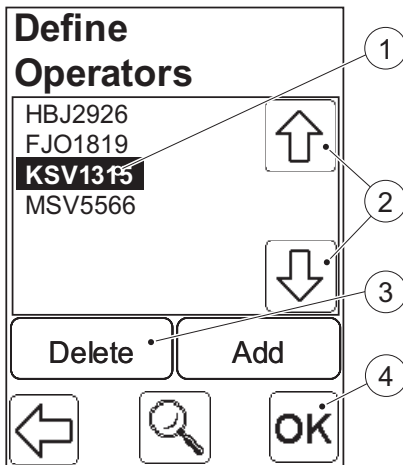 Define
Operators
1
HBJ2926
FJO1819
KSV1315
MSV5566
2
3
Delete
Add
4
OK